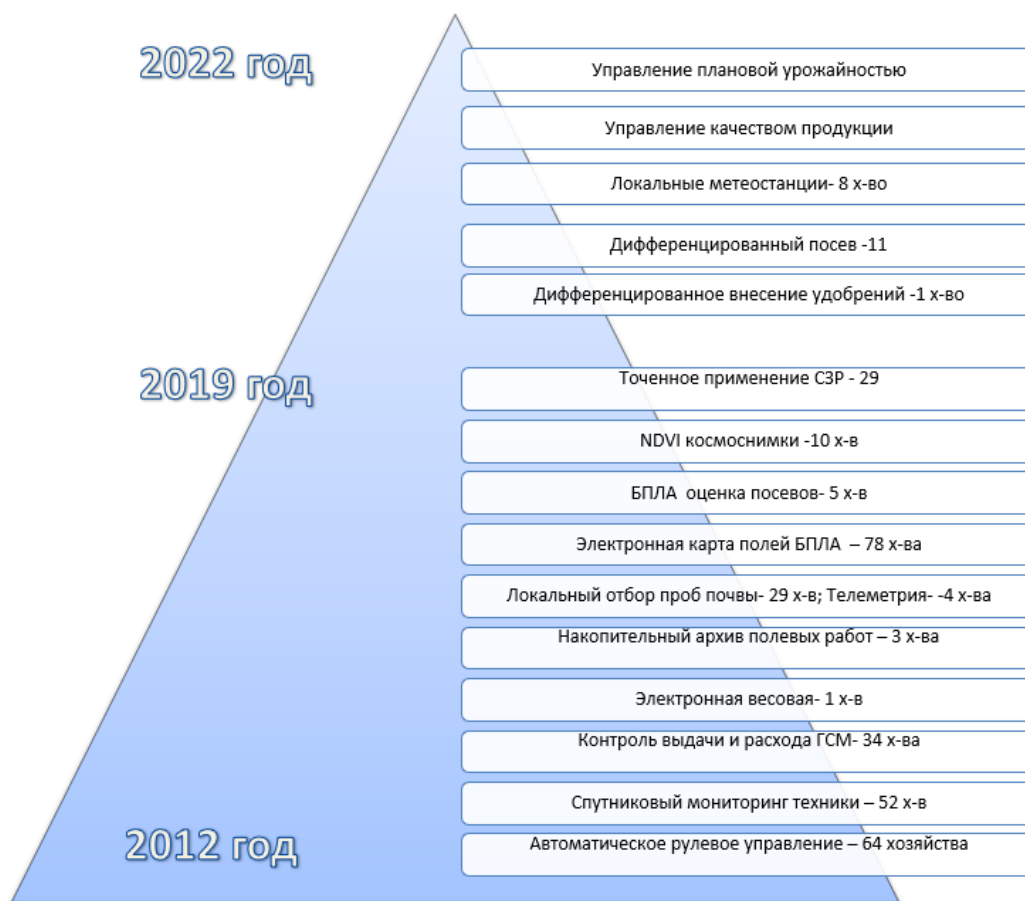 2022 год
Управление плановой урожайностью
Управление качеством продукции
Локальные метеостанции- 8 х-во
Дифференцированный посев -11
Дифференцированное внесение удобрений -1 х-во
2019 год
Точенное применение СЗР - 29
NDVI космоснимки -10 х-в
БПЛА  оценка посевов- 5 х-в
Электронная карта полей БПЛА  – 78 х-ва
Локальный отбор проб почвы- 29 х-в; Телеметрия- -4 х-ва
Накопительный архив полевых работ – 3 х-ва
Электронная весовая- 1 х-в
Контроль выдачи и расхода ГСМ- 34 х-ва
Спутниковый мониторинг техники – 52 х-в
2012 год
Автоматическое рулевое управление – 64 хозяйства